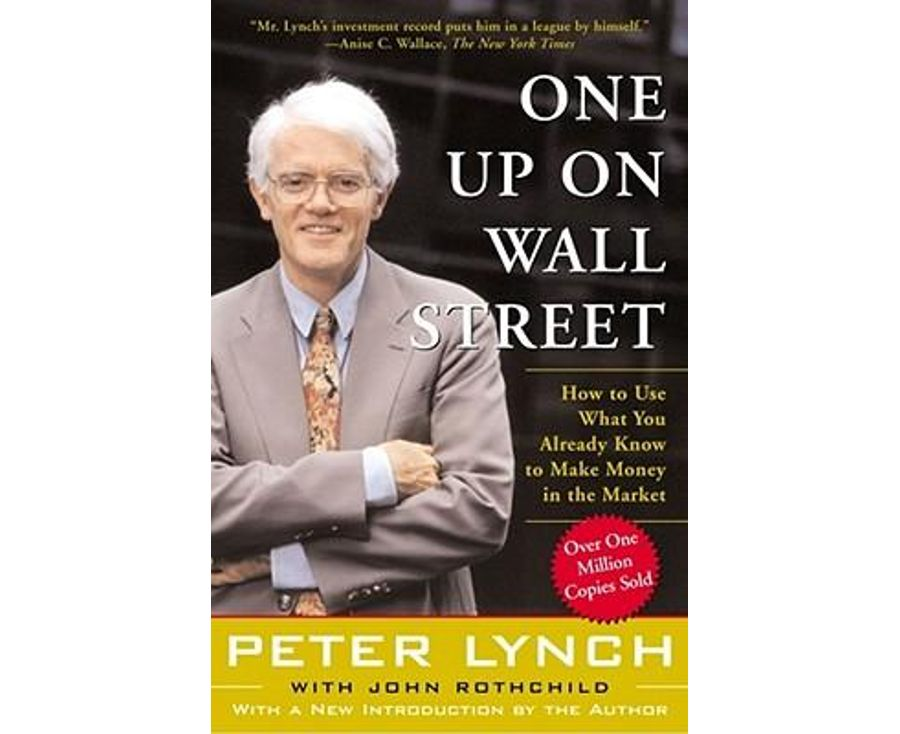 "Mr. Lynch's investment record puts him in a league by himself."
—Anise C. Wallace, The New York Times
ONE
UP ON
WALL
STREET
How to Use
What You
Already Know
to Make Money
in the Market
Over One
Million
Copies Sold
PETER LYNCH
WITH JOHN ROTHCHILD
WITH A NEW INTRODUCTION BY THE AUTHOR